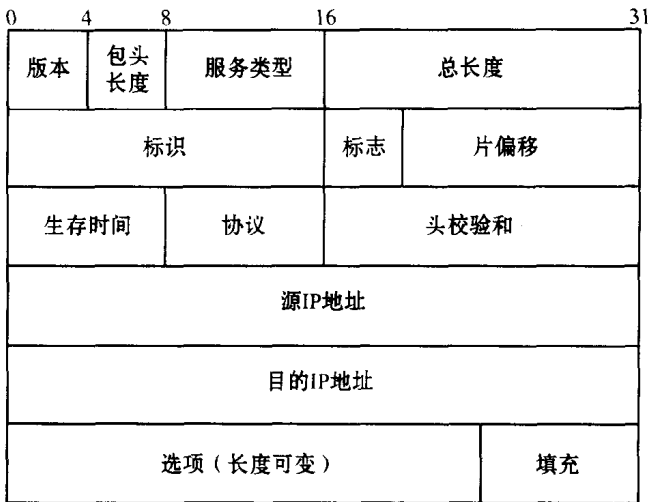 0 4 8 16 31
版本 包头长度 服务类型 总长度
标识 标志 片偏移
生存时间 协议 头校验和
源IP地址
目的IP地址
选项（长度可变） 填充